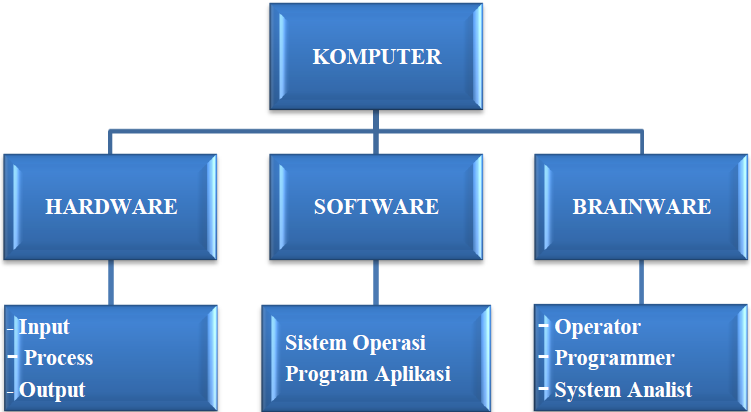 KOMPUTER
HARDWARE
SOFTWARE
BRAINWARE
- Input
- Process
- Output
Sistem Operasi
Program Aplikasi
- Operator
- Programmer
- System Analist